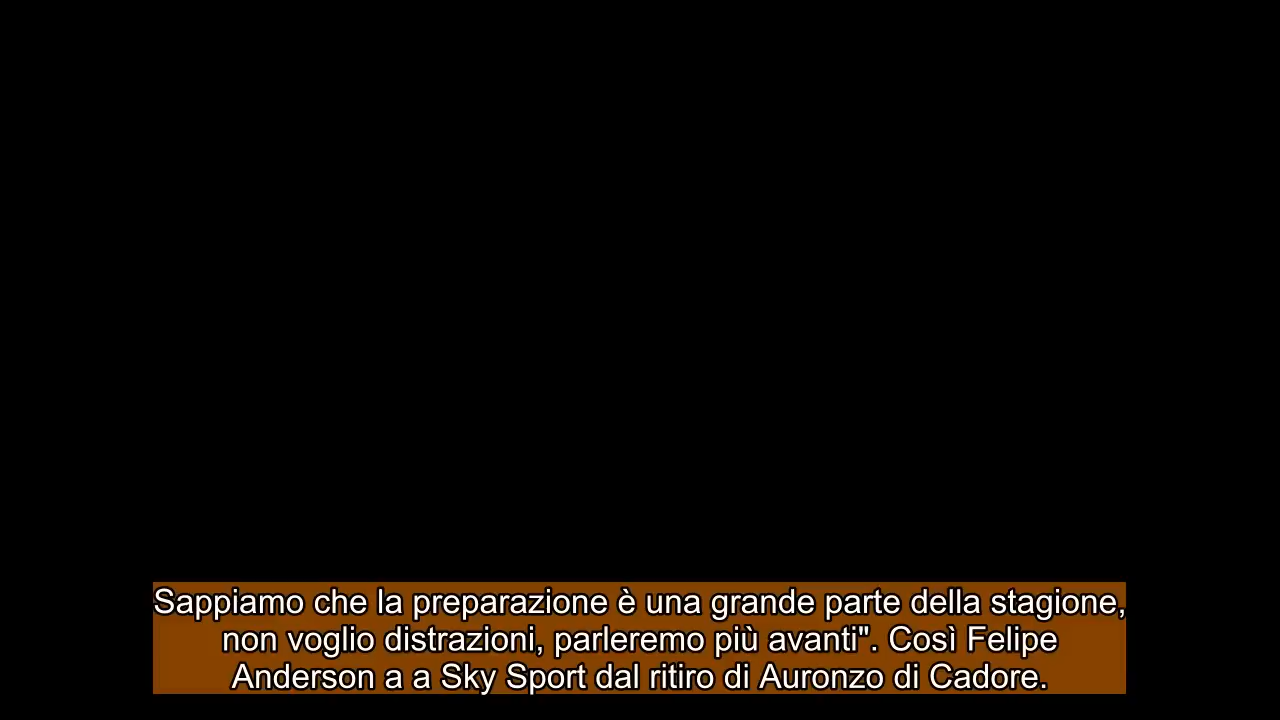 Sappiamo che la preparazione è una grande parte della stagione,
non voglio distrazioni, parleremo più avanti". Così Felipe
Anderson a a Sky Sport dal ritiro di Auronzo di Cadore.